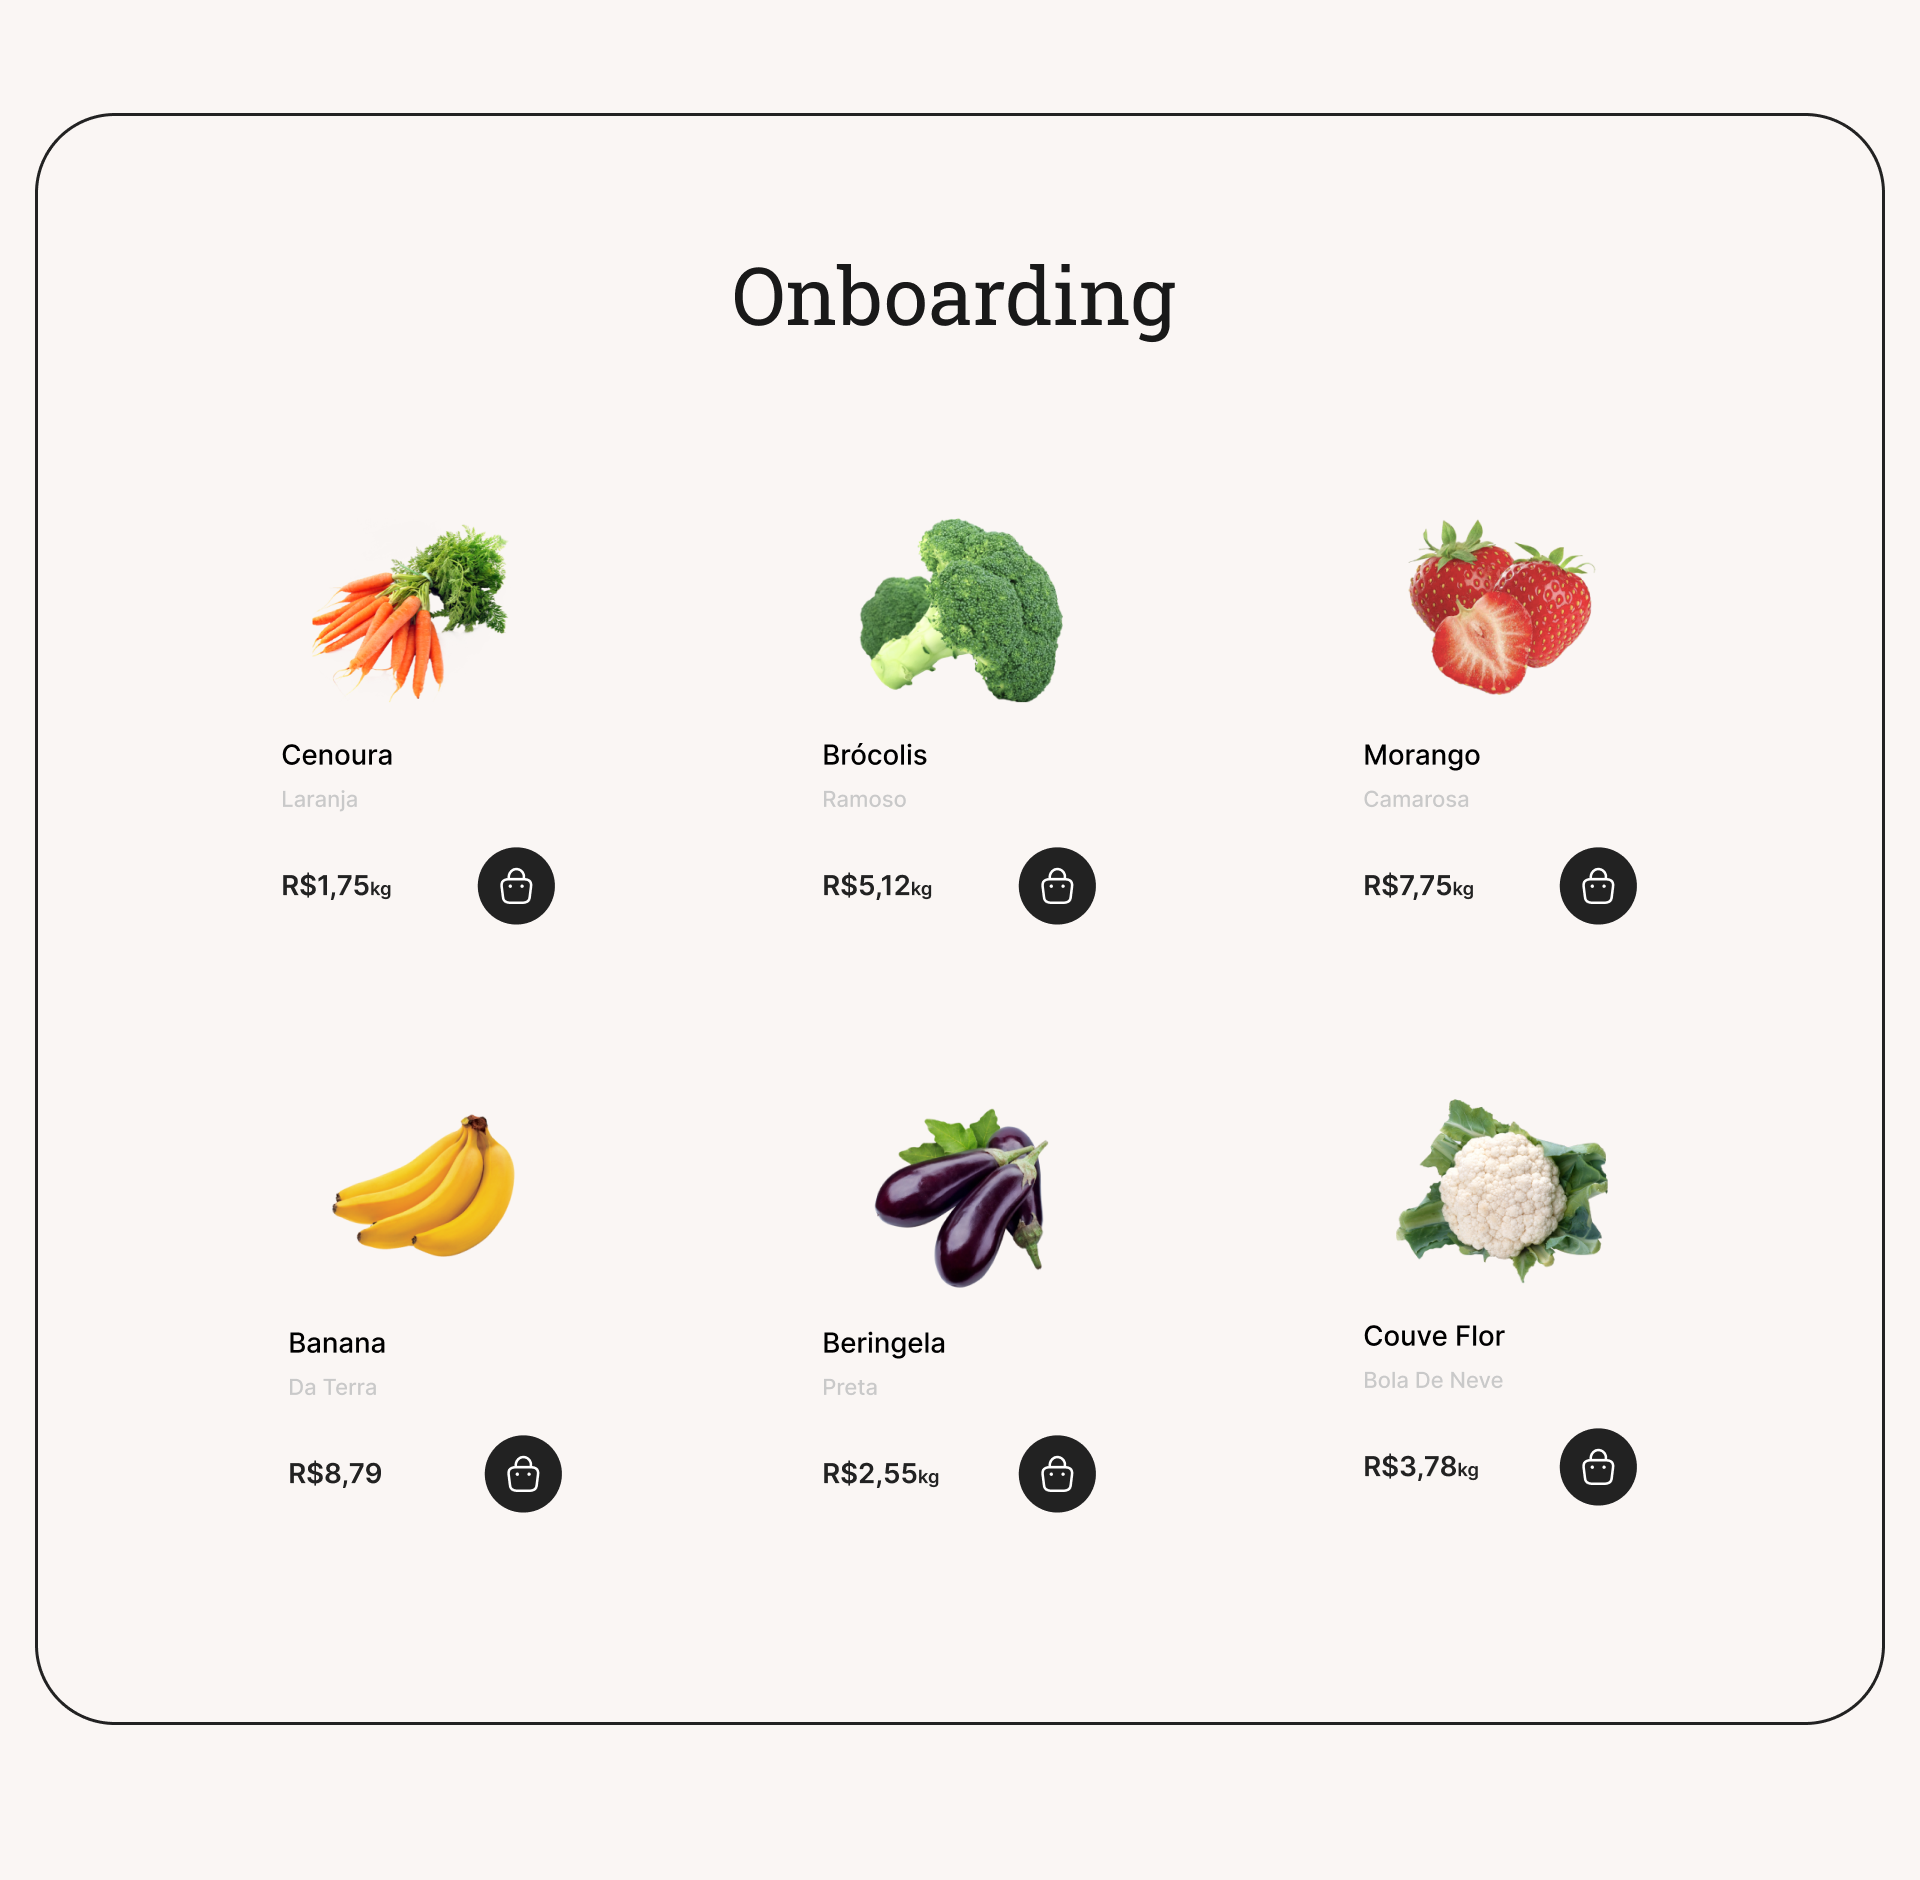 Onboarding
Cenoura
Laranja
R$1,75kg
Brócolis
Ramoso
R$5,12kg
Morango
Camarosa
R$7,75kg
Banana
Da Terra
R$8,79
Beringela
Preta
R$2,55kg
Couve Flor
Bola De Neve
R$3,78kg